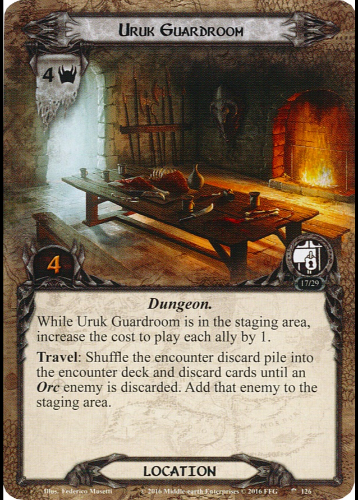 URUK GUARDROOM
4
4
17/29
Dungeon.
While Uruk Guardroom is in the staging area,
increase the cost to play each ally by 1.
Travel: Shuffle the encounter discard pile into
the encounter deck and discard cards until an
Orc enemy is discarded. Add that enemy to the
staging area.
LOCATION
Illus. Federico Musetti © 2016 Middle-earth Enterprises © 2016 FFG 126